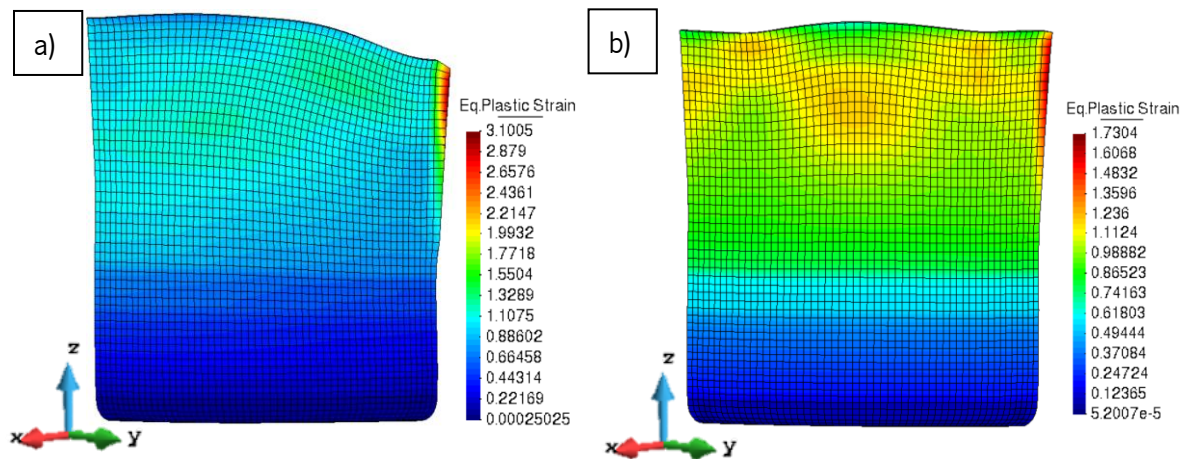 a)
Eq.Plastic Strain
3.1005
2.879
2.6576
2.4361
2.2147
1.9932
1.7718
1.5504
1.3289
1.1075
0.88602
0.66458
0.44314
0.22169
0.00025025
z
x
y
b)
Eq.Plastic Strain
1.7304
1.6068
1.4832
1.3596
1.236
1.1124
0.98882
0.86523
0.74163
0.61803
0.49444
0.37084
0.24724
0.12365
5.2007e-5
z
x
y